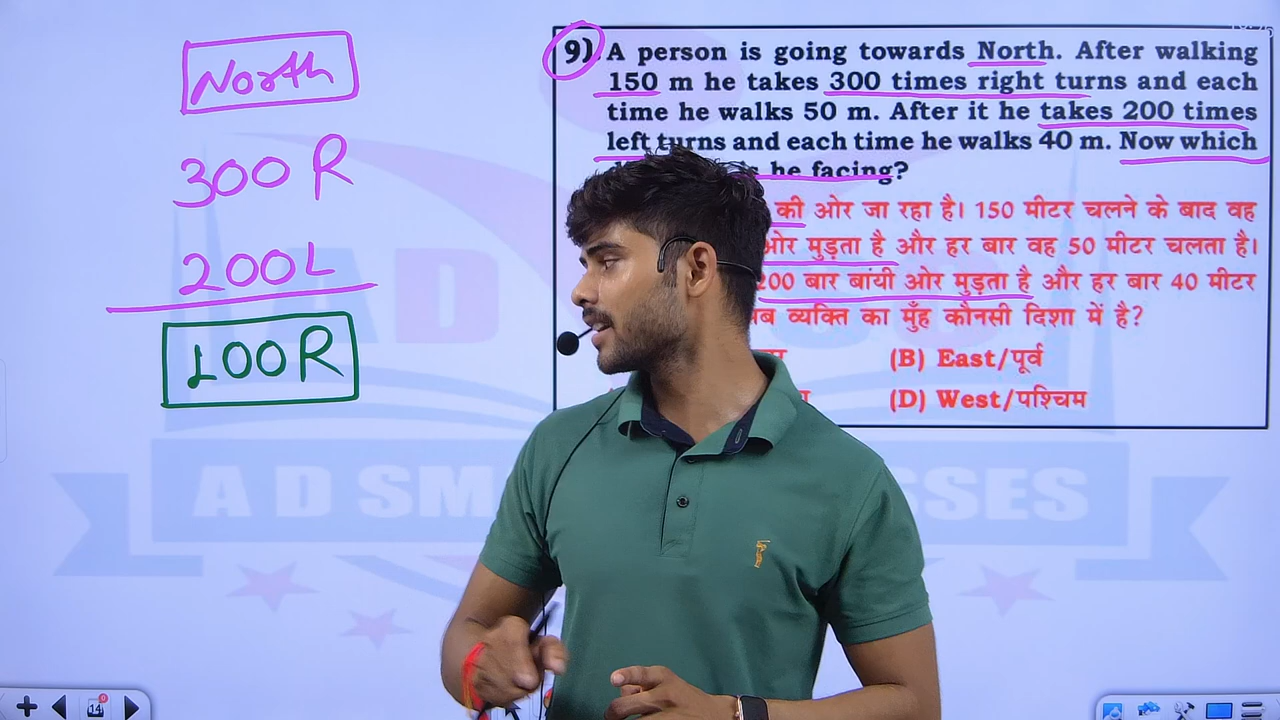 North
300 R
200L
100R
9) A person is going towards North. After walking
150 m he takes 300 times right turns and each
time he walks 50 m. After it he takes 200 times
left turns and each time he walks 40 m. Now which
he facing?
की ओर जा रहा है। 150 मीटर चलने के बाद वह
ओर मुड़ता है और हर बार वह 50 मीटर चलता है।
200 बार बांयी ओर मुड़ता है और हर बार 40 मीटर
व्यक्ति का मुँह कौनसी दिशा में है?
(B) East/पूर्व
(D) West/पश्चिम
A D SM SSES
14